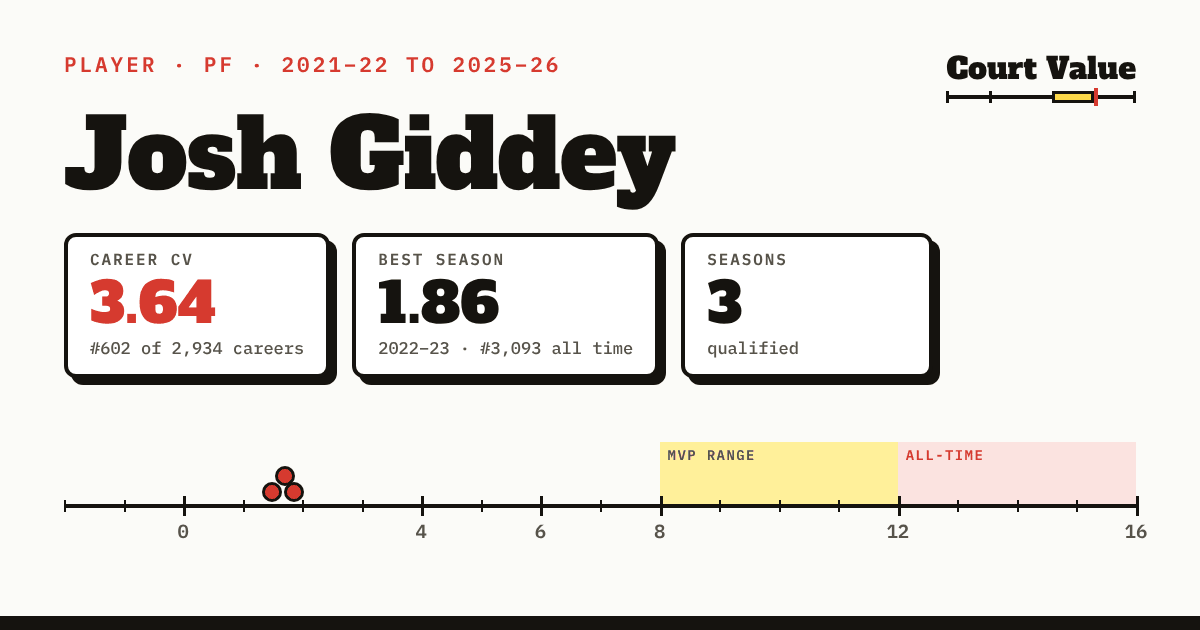 PLAYER · PF · 2021–22 TO 2025–26
Court Value
Josh Giddey
CAREER CV
3.64
#602 of 2,934 careers
BEST SEASON
1.86
2022–23 · #3,093 all time
SEASONS
3
qualified
MVP RANGE
ALL-TIME
0 4 6 8 12 16